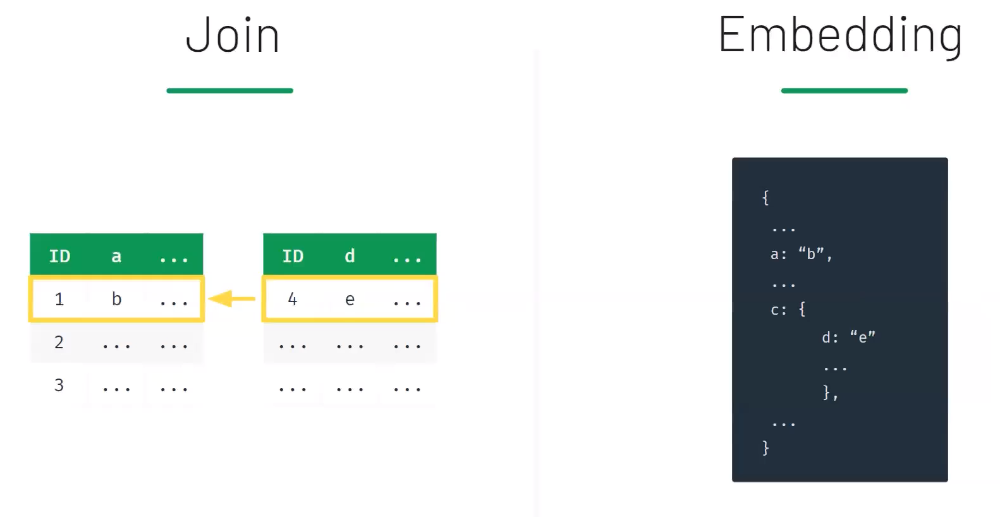 Join
ID a ...
1 b ...
2 ... ...
3 ... ...
ID d ...
4 e ...
... ... ...
... ... ...
Embedding
{
...
a: “b”,
...
c: {
d: “e”
...
},
...
}